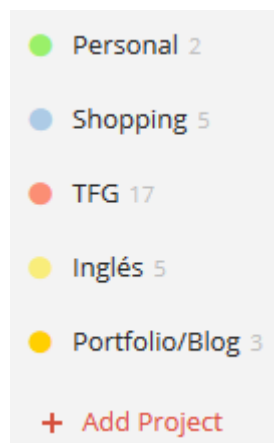 Personal 2
Shopping 5
TFG 17
Inglés 5
Portfolio/Blog 3
+ Add Project